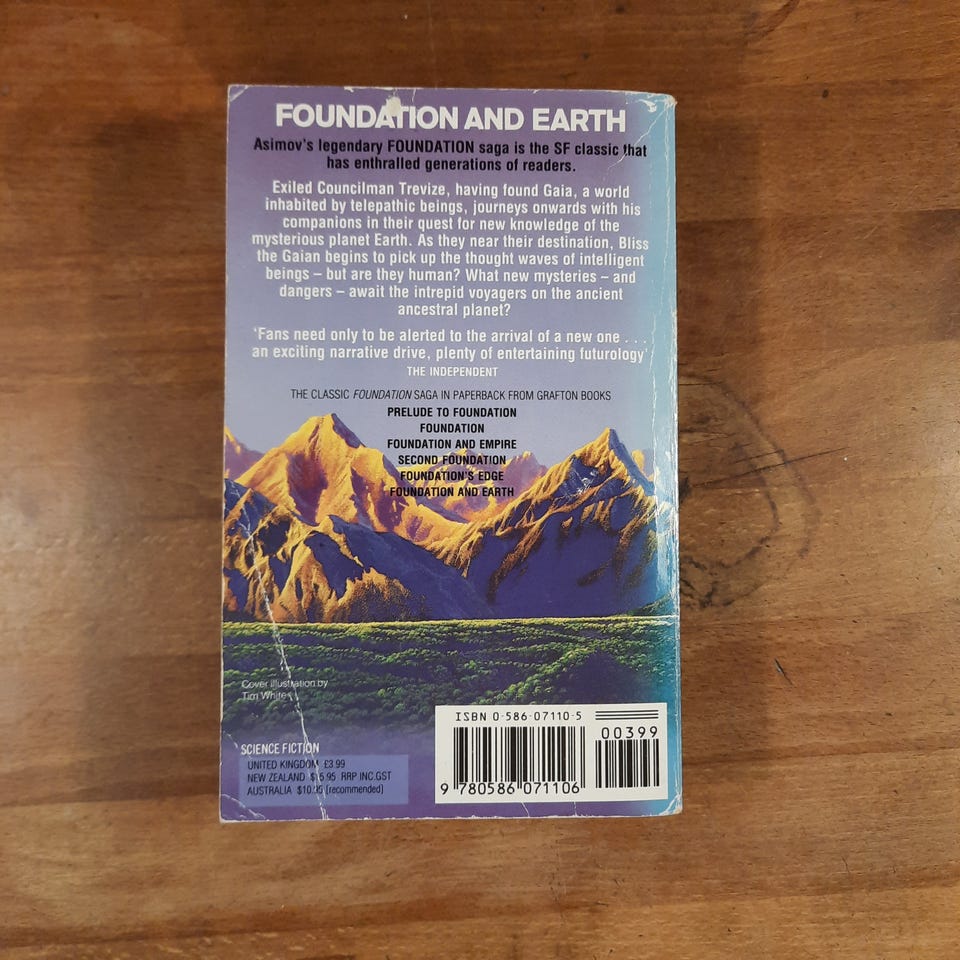 FOUNDATION AND EARTH
Asimov's legendary FOUNDATION saga is the SF classic that
has enthralled generations of readers.
Exiled Councilman Trevize, having found Gaia, a world
inhabited by telepathic beings, journeys onwards with his
companions in their quest for new knowledge of the
mysterious planet Earth. As they near their destination, Bliss
the Gaian begins to pick up the thought waves of intelligent
beings – but are they human? What new mysteries – and
dangers – await the intrepid voyagers on the ancient
ancestral planet?
'Fans need only to be alerted to the arrival of a new one . . .
an exciting narrative drive, plenty of entertaining futurology'
THE INDEPENDENT
THE CLASSIC FOUNDATION SAGA IN PAPERBACK FROM GRAFTON BOOKS
PRELUDE TO FOUNDATION
FOUNDATION
FOUNDATION AND EMPIRE
SECOND FOUNDATION
FOUNDATION'S EDGE
FOUNDATION AND EARTH
Cover illustration by
Tim White
ISBN 0-586-07110-5
00399
9 780586 071106
SCIENCE FICTION
UNITED KINGDOM £3.99
NEW ZEALAND RRP INC.GST
AUSTRALIA $10.95 (recommended)